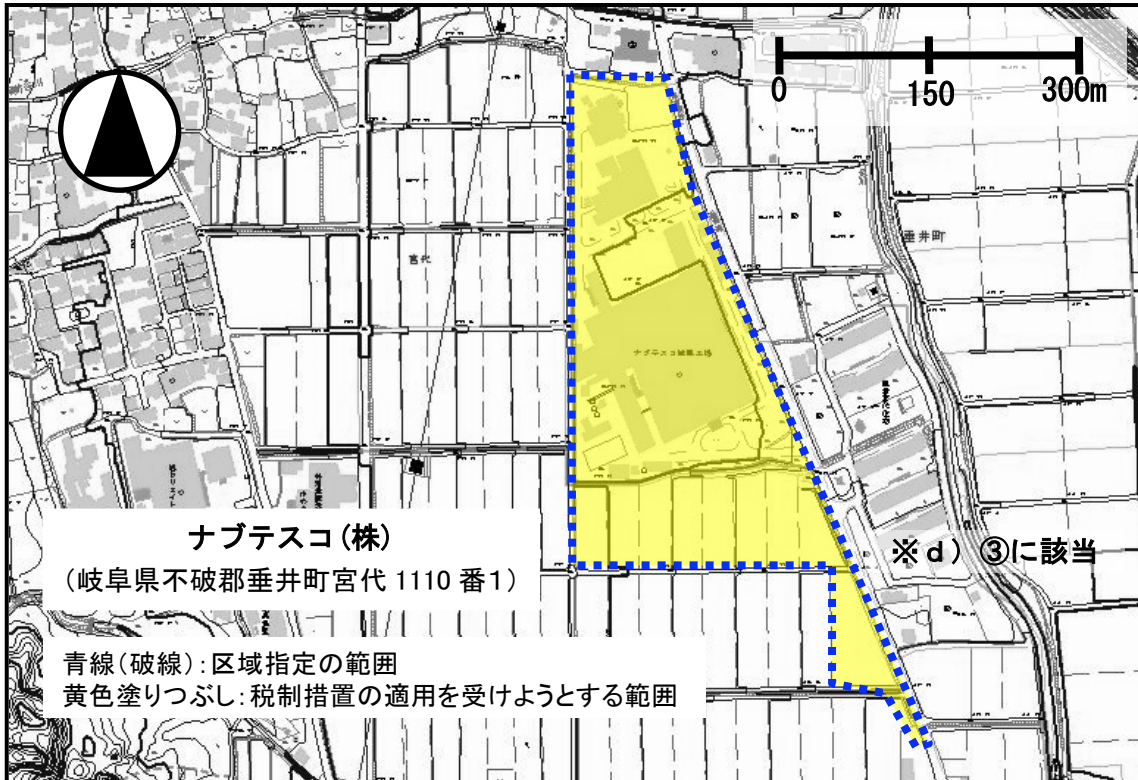 0 150 300m
垂井町
宮代
ナブテスコ岐阜工場
ナブテスコ(株)
(岐阜県不破郡垂井町宮代 1110 番1)
※d) ③に該当
青線(破線):区域指定の範囲
黄色塗りつぶし:税制措置の適用を受けようとする範囲